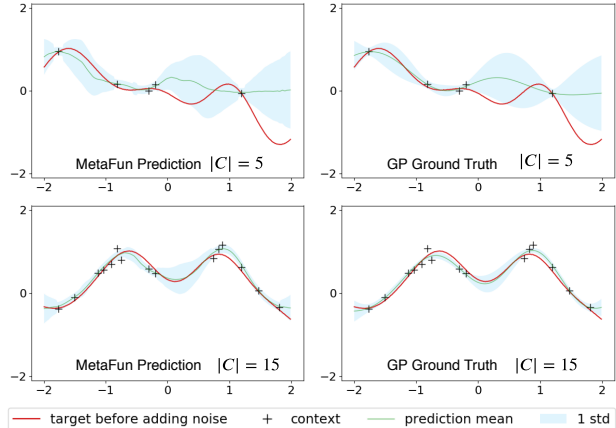 2
0
−2
MetaFun Prediction |C| = 5
−2 −1 0 1 2
2
0
−2
GP Ground Truth |C| = 5
−2 −1 0 1 2
2
0
−2
MetaFun Prediction |C| = 15
−2 −1 0 1 2
2
0
−2
GP Ground Truth |C| = 15
−2 −1 0 1 2
target before adding noise + context prediction mean 1 std